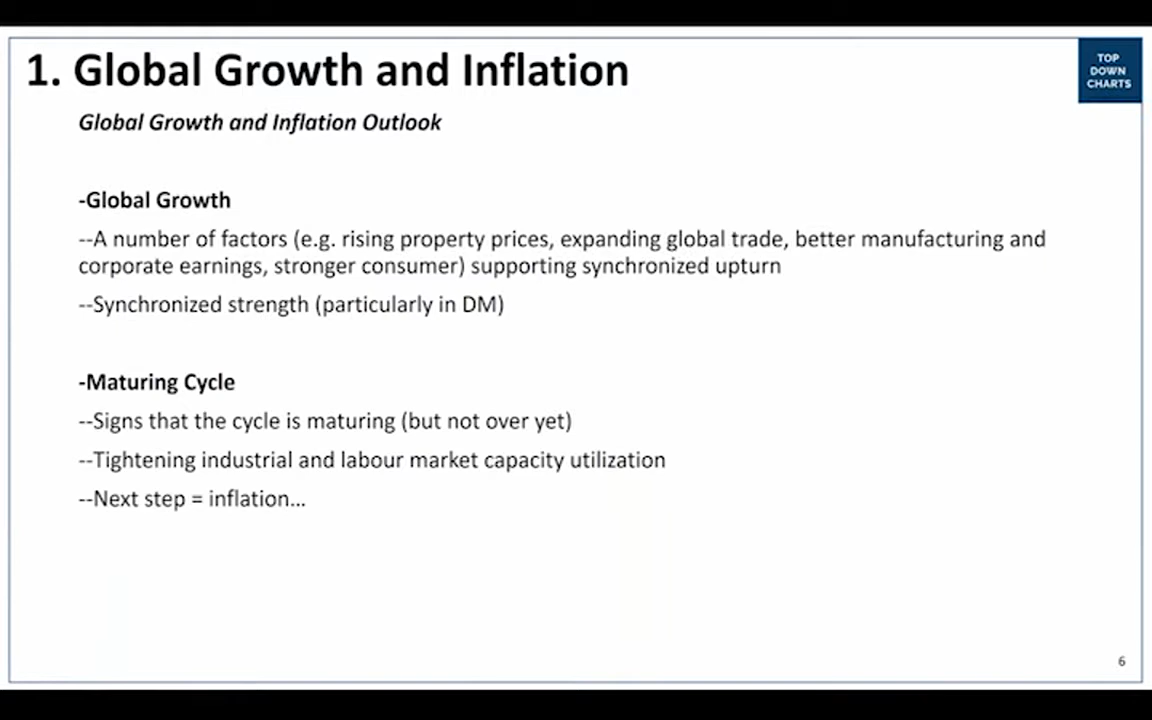 1. Global Growth and Inflation
TOP
DOWN
CHARTS
Global Growth and Inflation Outlook
-Global Growth
--A number of factors (e.g. rising property prices, expanding global trade, better manufacturing and
corporate earnings, stronger consumer) supporting synchronized upturn
--Synchronized strength (particularly in DM)
-Maturing Cycle
--Signs that the cycle is maturing (but not over yet)
--Tightening industrial and labour market capacity utilization
--Next step = inflation...
6